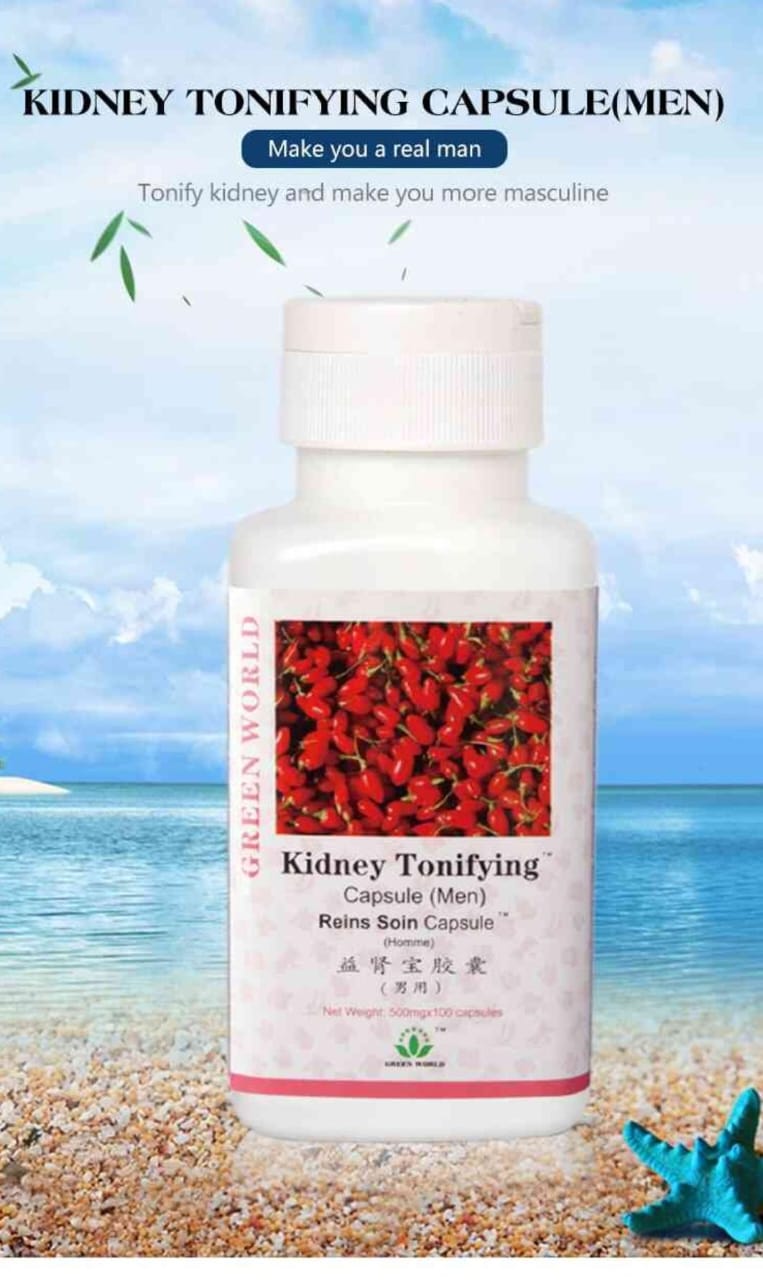 KIDNEY TONIFYING CAPSULE(MEN)
Make you a real man
Tonify kidney and make you more masculine
GREEN WORLD
Kidney Tonifying™
Capsule (Men)
Reins Soin Capsule™
(Homme)
益肾宝胶囊
(男用)
Net Weight: 500mgx100 capsules
™
GREEN WORLD